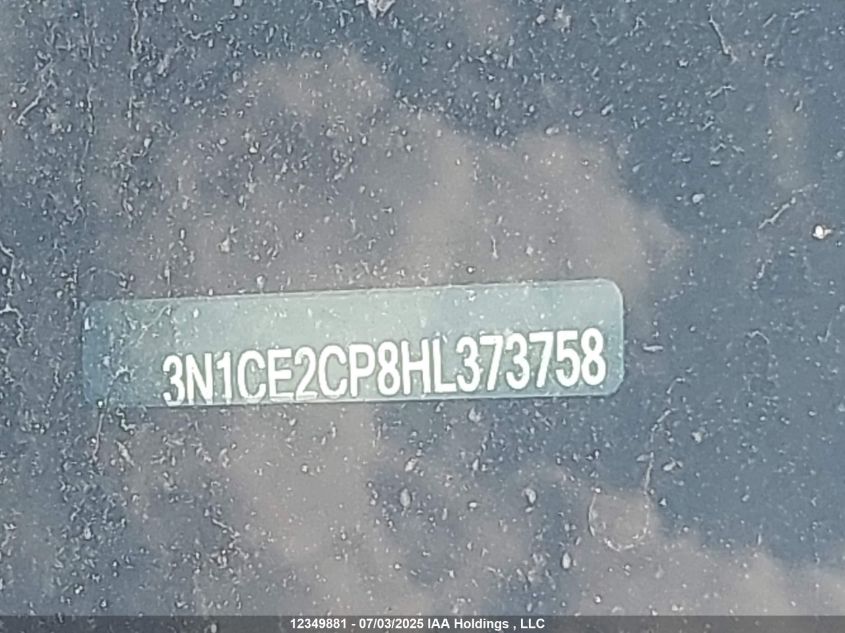 3N1CE2CP8HL373758
12349881 - 07/03/2025 IAA Holdings , LLC